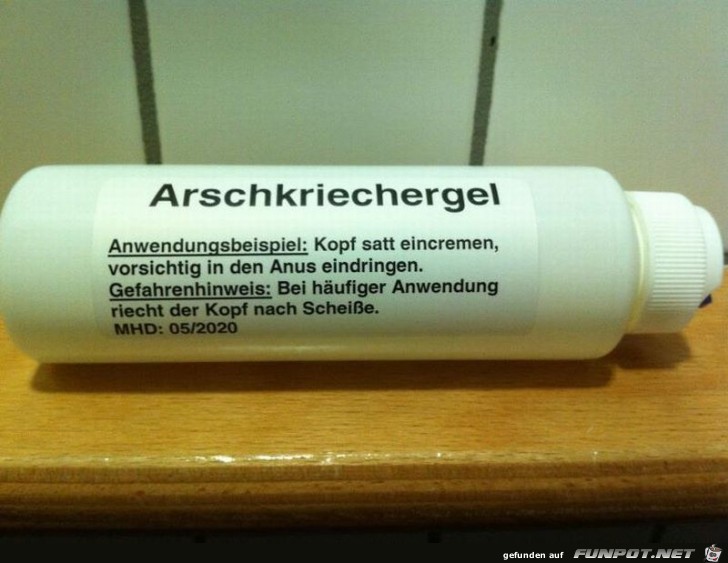 Arschkriechergel
Anwendungsbeispiel: Kopf satt eincremen,
vorsichtig in den Anus eindringen.
Gefahrenhinweis: Bei häufiger Anwendung
riecht der Kopf nach Scheiße.
MHD: 05/2020
gefunden auf FUNPOT.NET